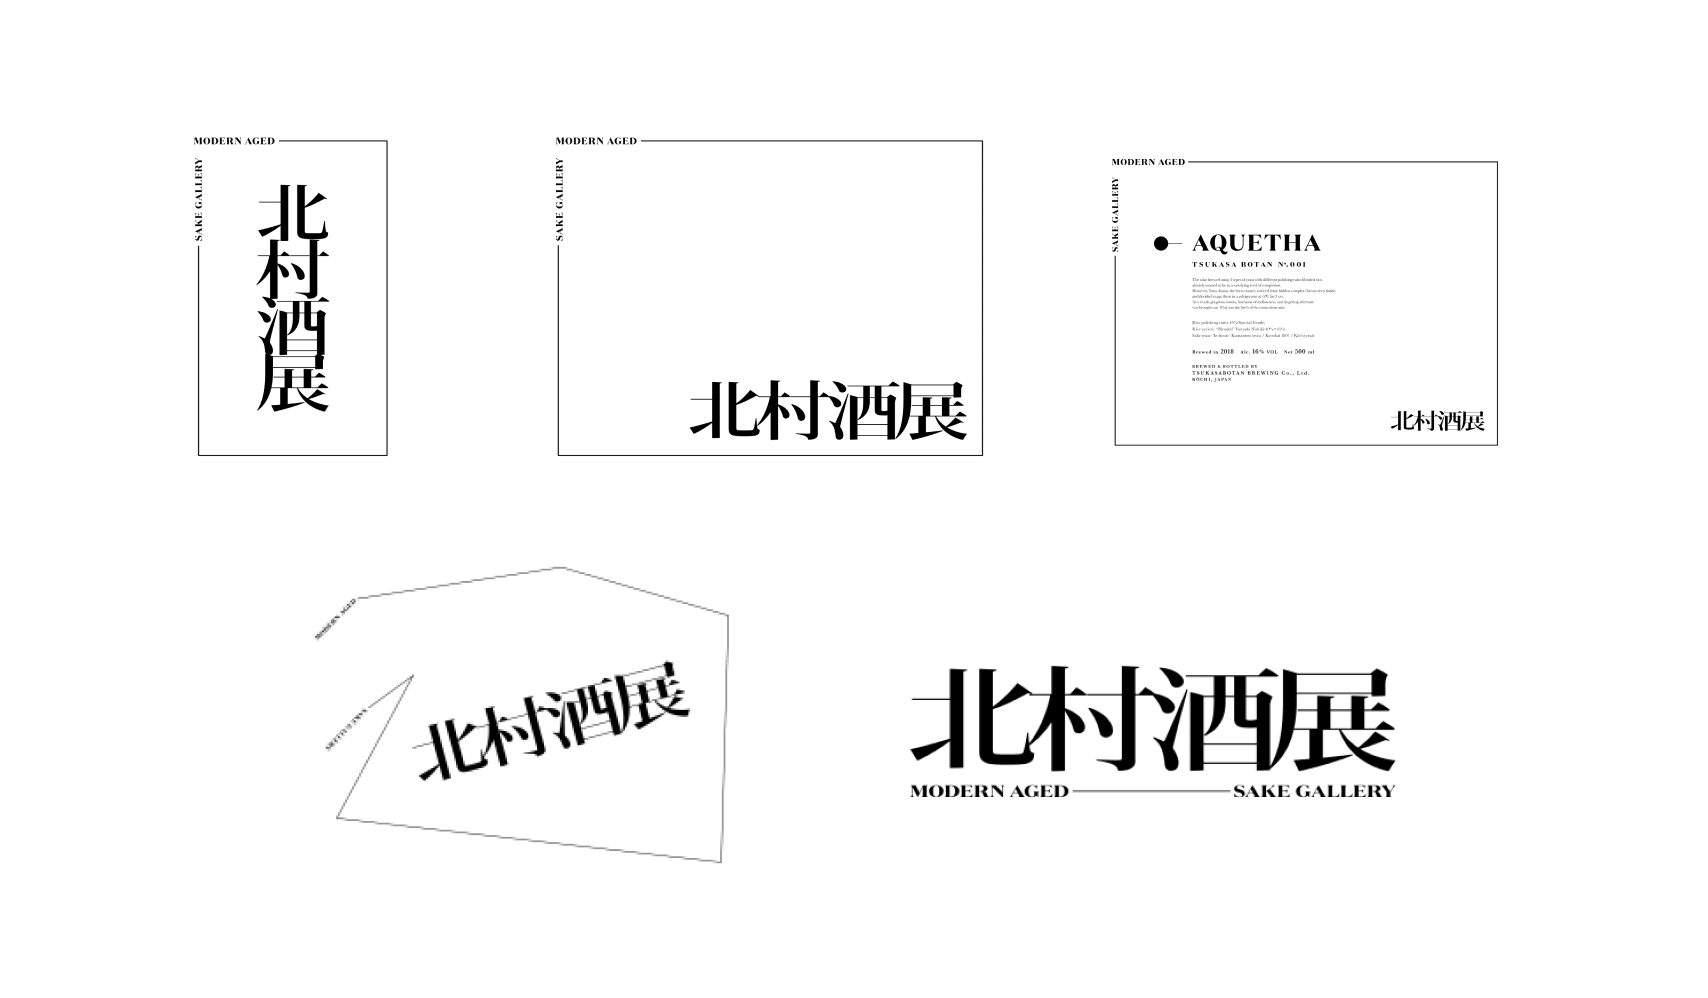 MODERN AGED
SAKE GALLERY
北村酒展
MODERN AGED
SAKE GALLERY
北村酒展
MODERN AGED
SAKE GALLERY
AQUETHA
TSUKASA BOTAN Nº.001
Brewed in 2018 Alc. 16% VOL Net 500 ml
BREWED & BOTTLED BY
TSUKASABOTAN BREWING Co., Ltd.
KŌCHI, JAPAN
北村酒展
MODERN AGED
SAKE GALLERY
北村酒展
北村酒展
MODERN AGED SAKE GALLERY